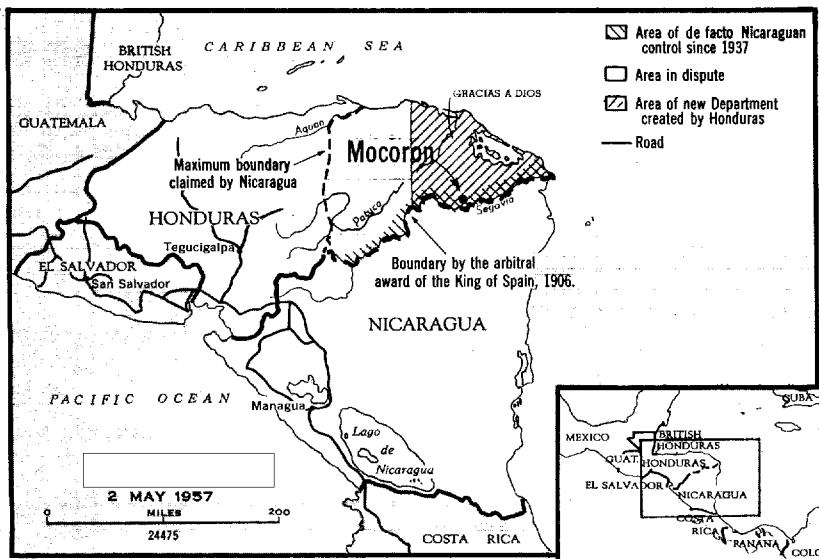 CARIBBEAN SEA
BRITISH
HONDURAS
GUATEMALA
Aquan
GRACIAS A DIOS
Mocoron
Maximum boundary
claimed by Nicaragua
HONDURAS
Patuca
Segovia
Tegucigalpa
EL SALVADOR
San Salvador
Boundary by the arbitral
award of the King of Spain, 1906.
NICARAGUA
PACIFIC OCEAN
Managua
Lago
de
Nicaragua
COSTA RICA
2 MAY 1957
0 MILES 200
24475
Area of de facto Nicaraguan
control since 1937
Area in dispute
Area of new Department
created by Honduras
Road
CUBA
MEXICO
BRITISH
HONDURAS
GUAT.
HONDURAS
EL SALVADOR
NICARAGUA
COSTA
RICA
PANAMA
COLO